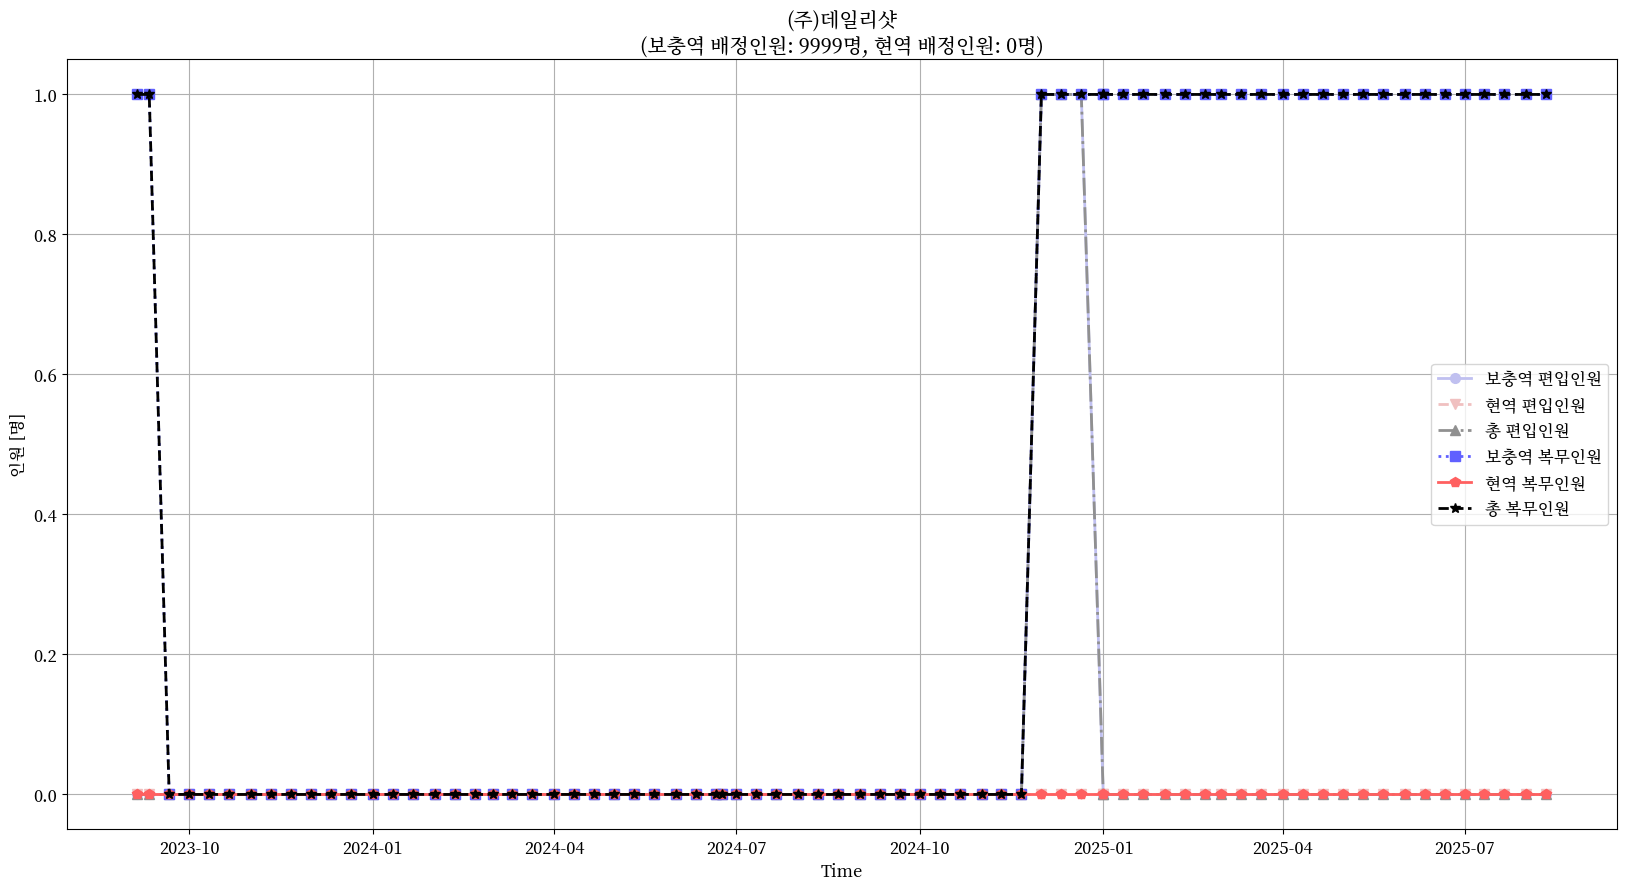 (주)데일리샷
(보충역 배정인원: 9999명, 현역 배정인원: 0명)
1.0
0.8
0.6
0.4
0.2
0.0
인원 [명]
보충역 편입인원
현역 편입인원
총 편입인원
보충역 복무인원
현역 복무인원
총 복무인원
2023-10
2024-01
2024-04
2024-07
2024-10
2025-01
2025-04
2025-07
Time